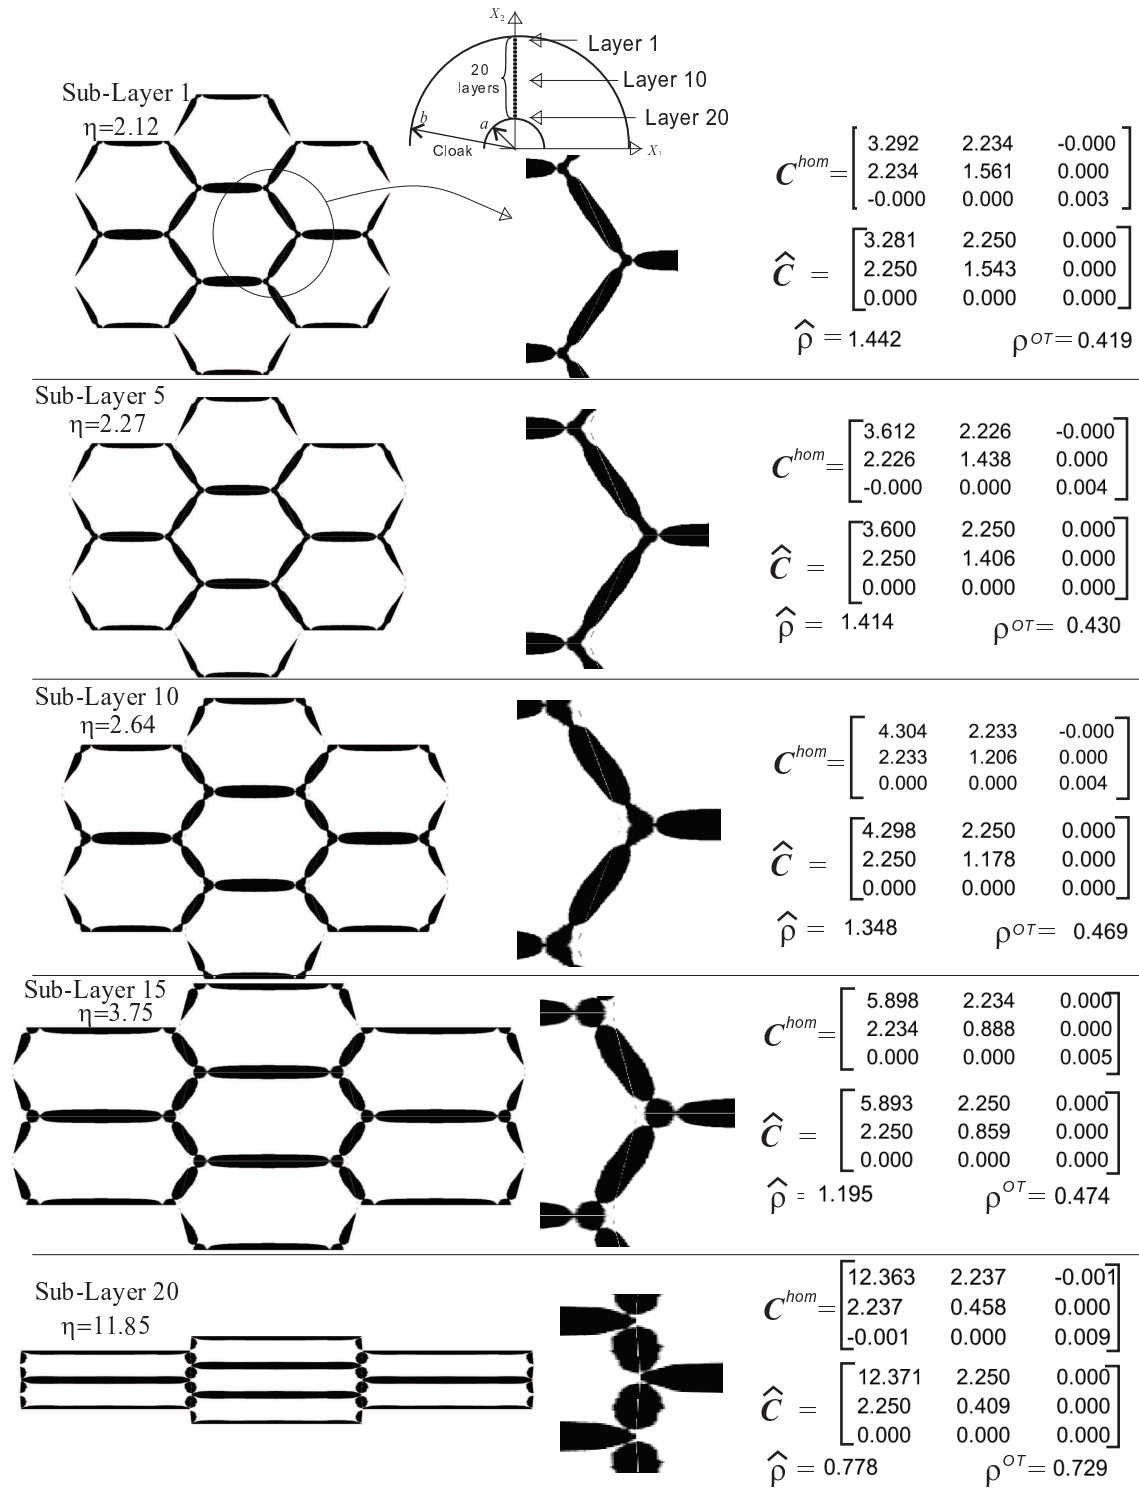 X₂
Layer 1
20
layers
Layer 10
Layer 20
b
a
Cloak
X₁
Sub-Layer 1
η=2.12
C^hom =
3.292 2.234 -0.000
2.234 1.561 0.000
-0.000 0.000 0.003
Ĉ =
3.281 2.250 0.000
2.250 1.543 0.000
0.000 0.000 0.000
ρ̂ = 1.442 ρ^OT = 0.419
Sub-Layer 5
η=2.27
C^hom =
3.612 2.226 -0.000
2.226 1.438 0.000
-0.000 0.000 0.004
Ĉ =
3.600 2.250 0.000
2.250 1.406 0.000
0.000 0.000 0.000
ρ̂ = 1.414 ρ^OT = 0.430
Sub-Layer 10
η=2.64
C^hom =
4.304 2.233 -0.000
2.233 1.206 0.000
0.000 0.000 0.004
Ĉ =
4.298 2.250 0.000
2.250 1.178 0.000
0.000 0.000 0.000
ρ̂ = 1.348 ρ^OT = 0.469
Sub-Layer 15
η=3.75
C^hom =
5.898 2.234 0.000
2.234 0.888 0.000
0.000 0.000 0.005
Ĉ =
5.893 2.250 0.000
2.250 0.859 0.000
0.000 0.000 0.000
ρ̂ = 1.195 ρ^OT = 0.474
Sub-Layer 20
η=11.85
C^hom =
12.363 2.237 -0.001
2.237 0.458 0.000
-0.001 0.000 0.009
Ĉ =
12.371 2.250 0.000
2.250 0.409 0.000
0.000 0.000 0.000
ρ̂ = 0.778 ρ^OT = 0.729